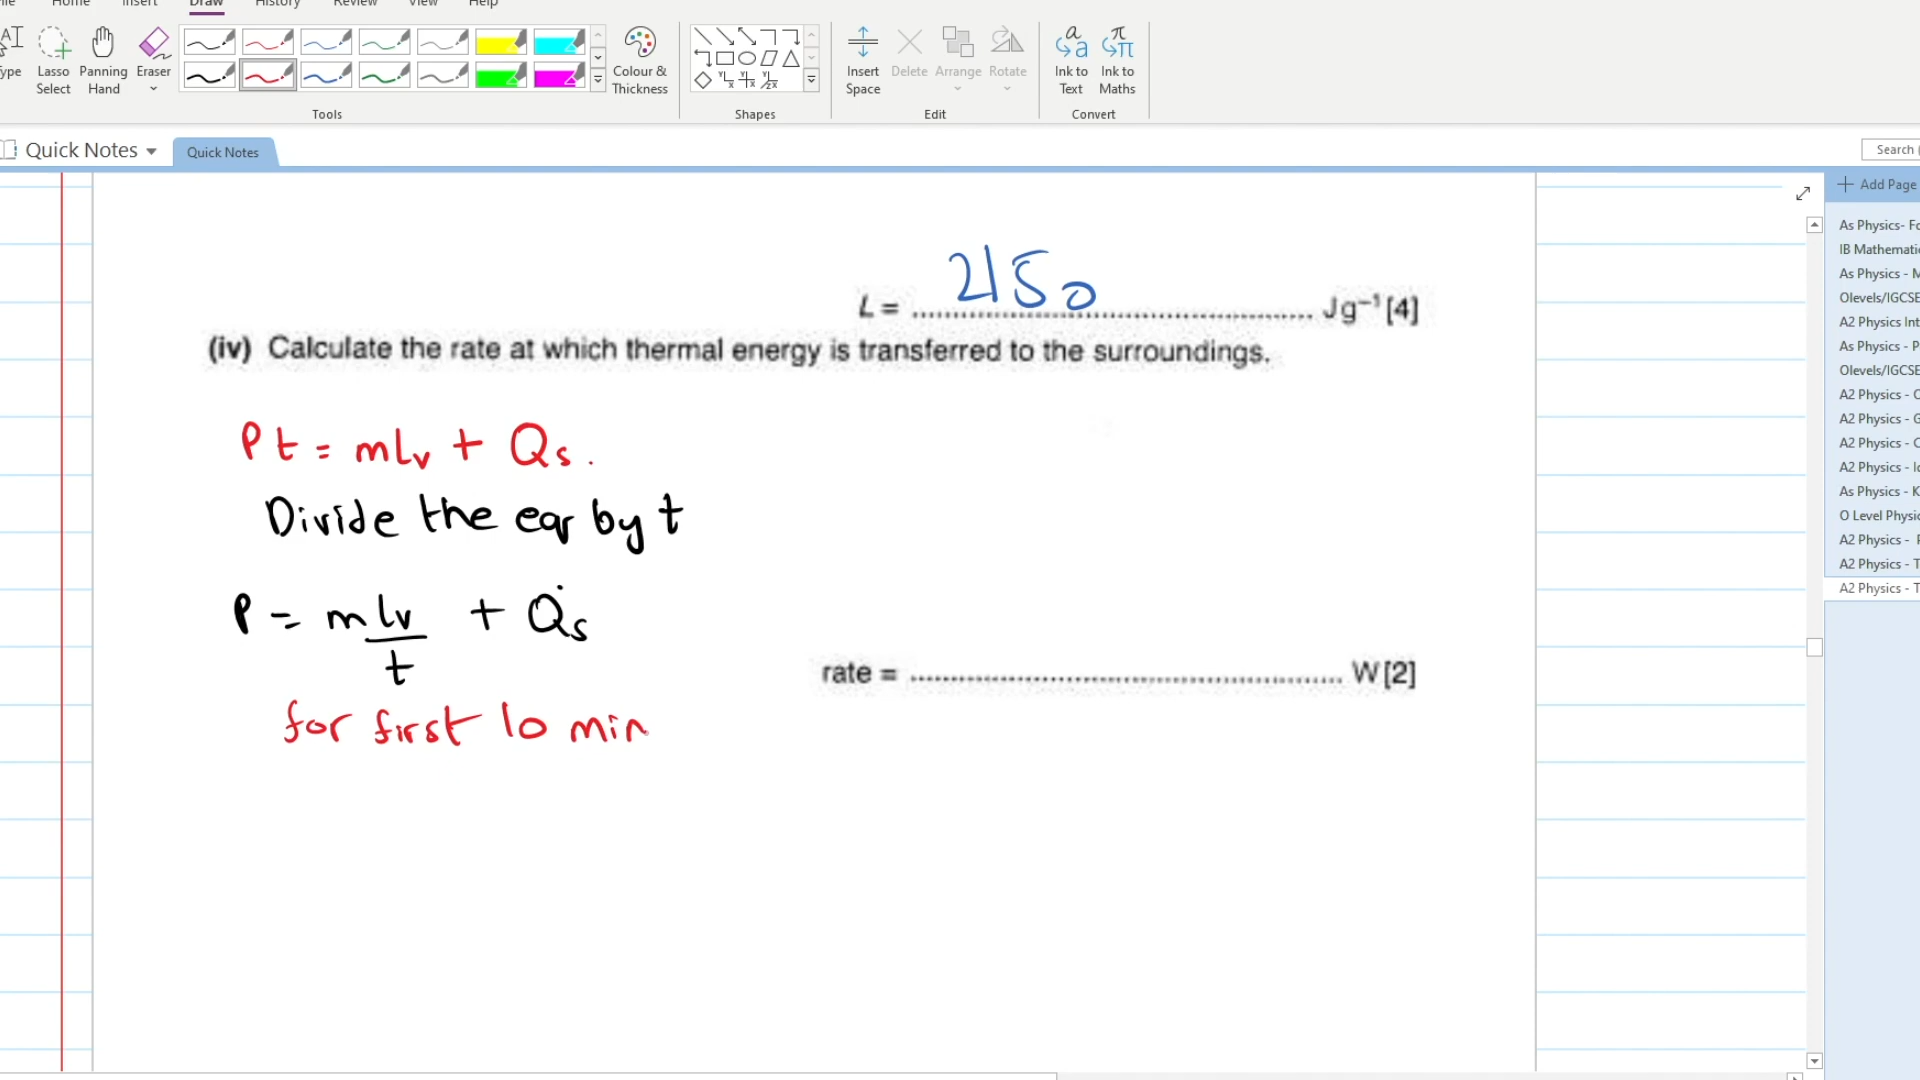 Home Insert Draw History Review View Help
Type
Lasso Select
Panning Hand
Eraser
Colour & Thickness
Insert Space
Delete
Arrange
Rotate
Ink to Text
Ink to Maths
Tools
Shapes
Edit
Convert
Quick Notes
Quick Notes
Search
Add Page
As Physics- Fo
IB Mathematic
As Physics - M
Olevels/IGCSE
A2 Physics Int
As Physics - P
Olevels/IGCSE
A2 Physics - C
A2 Physics - G
A2 Physics - C
A2 Physics - Id
As Physics - K
O Level Physic
A2 Physics - F
A2 Physics - T
A2 Physics - T
L = 2150 Jg⁻¹ [4]
(iv) Calculate the rate at which thermal energy is transferred to the surroundings.
Pt = mLv + Qs.
Divide the eqn by t
P = mLv/t + Q̇s
rate = ........ W [2]
for first 10 min